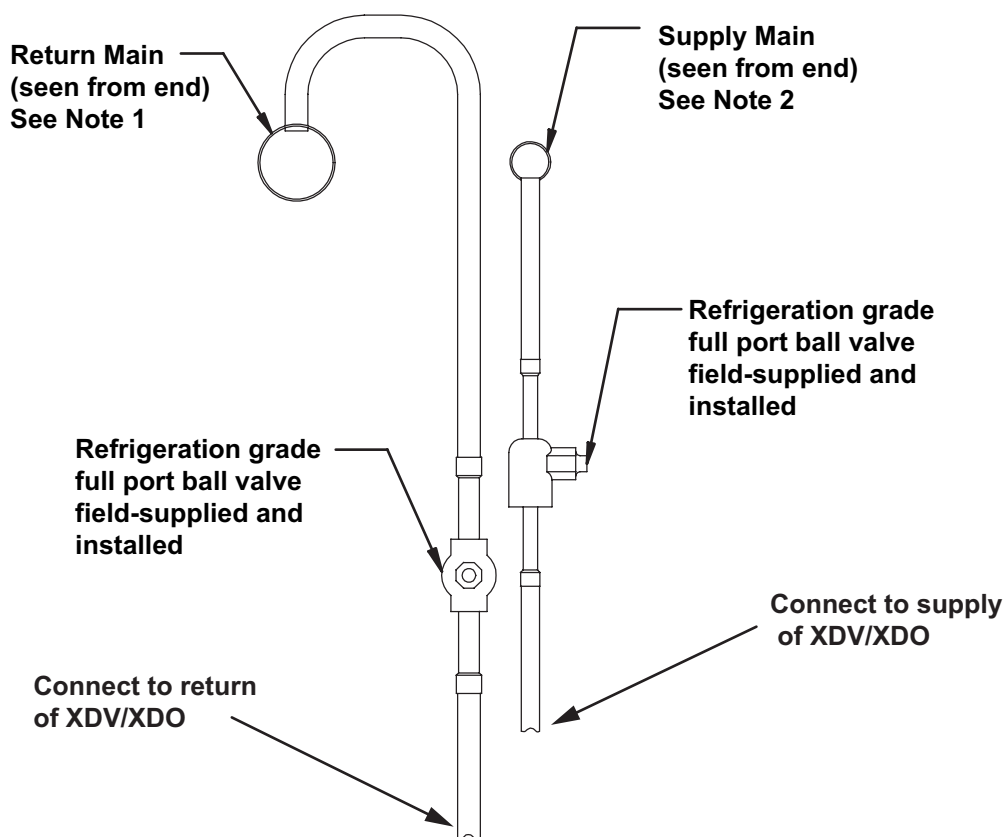 Return Main
(seen from end)
See Note 1
Supply Main
(seen from end)
See Note 2
Refrigeration grade
full port ball valve
field-supplied and
installed
Refrigeration grade
full port ball valve
field-supplied and
installed
Connect to supply
of XDV/XDO
Connect to return
of XDV/XDO